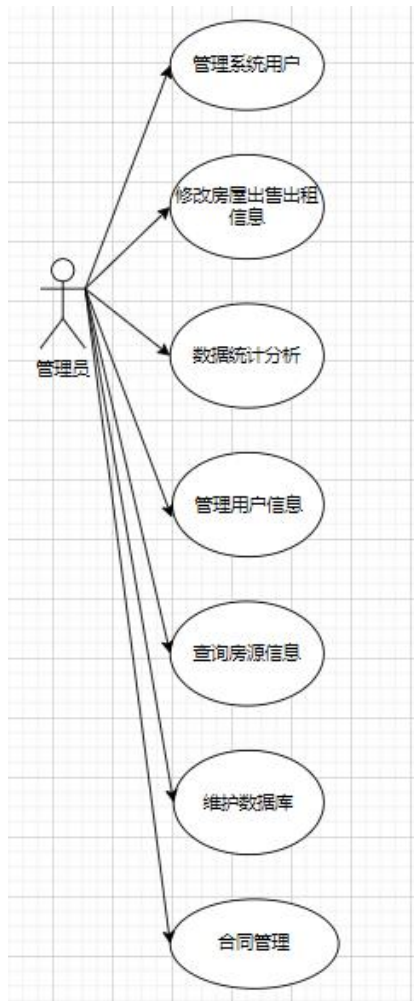 管理系统用户
修改房屋出售出租
信息
管理员
数据统计分析
管理用户信息
查询房源信息
维护数据库
合同管理